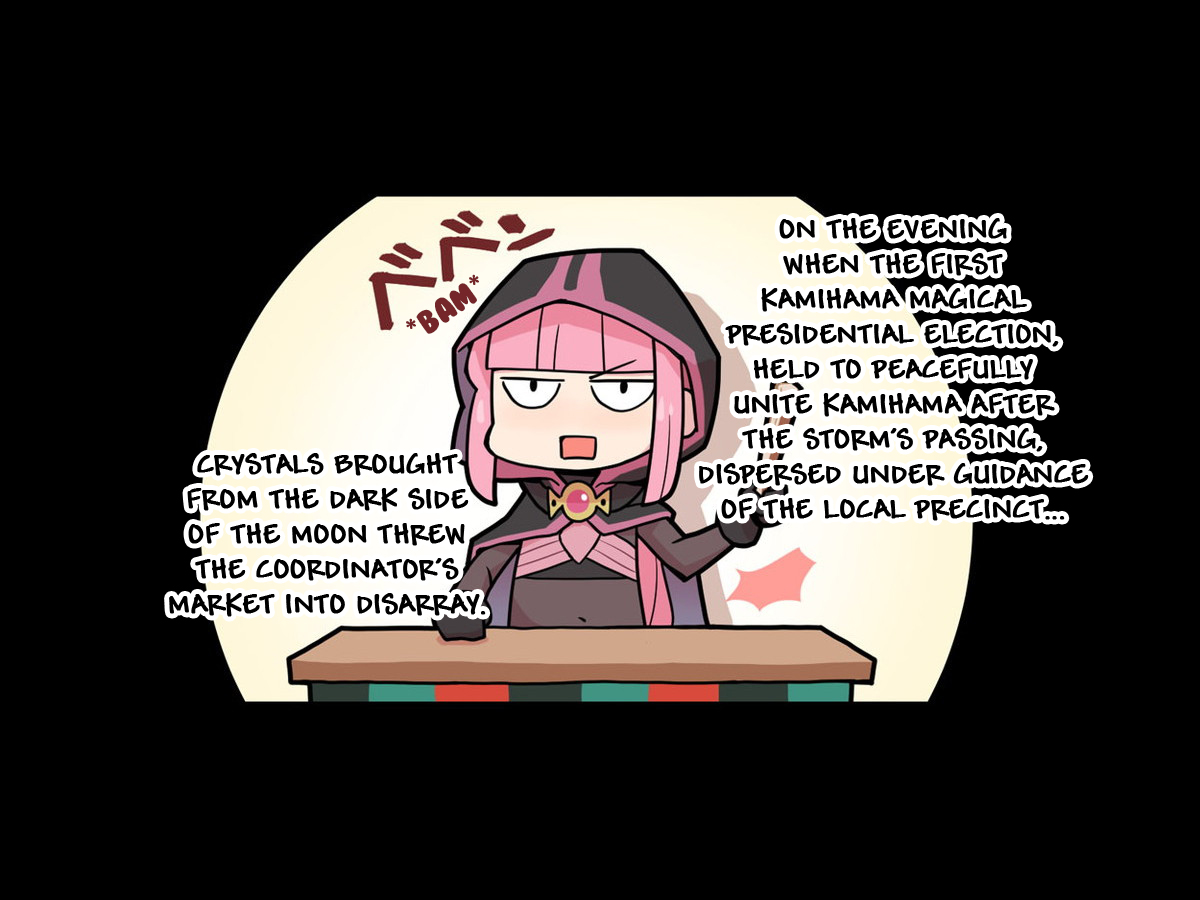 ベベン
*BAM*
ON THE EVENING
WHEN THE FIRST
KAMIHAMA MAGICAL
PRESIDENTIAL ELECTION,
HELD TO PEACEFULLY
UNITE KAMIHAMA AFTER
THE STORM'S PASSING,
DISPERSED UNDER GUIDANCE
OF THE LOCAL PRECINCT...
CRYSTALS BROUGHT
FROM THE DARK SIDE
OF THE MOON THREW
THE COORDINATOR'S
MARKET INTO DISARRAY.